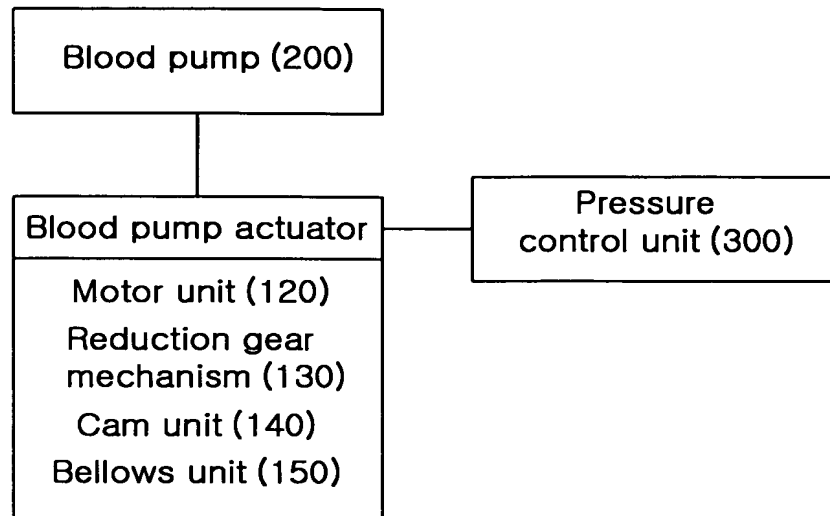 Blood pump (200)
Blood pump actuator
Motor unit (120)
Reduction gear
mechanism (130)
Cam unit (140)
Bellows unit (150)
Pressure
control unit (300)